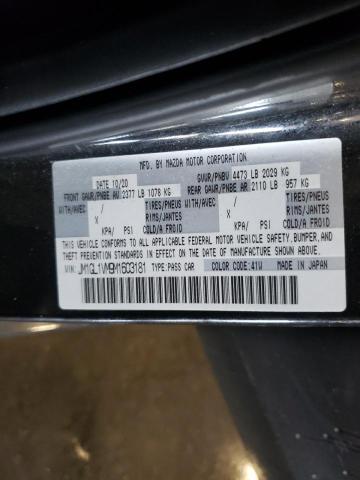 MFG. BY MAZDA MOTOR CORPORATION
DATE 10/20 GVWR/PNBV 4473 LB 2029 KG
FRONT GAWR/PNBE AV 2377 LB 1078 KG REAR GAWR/PNBE AR 2110 LB 957 KG
WITH/AVEC / TIRES/PNEUS WITH/AVEC / TIRES/PNEUS
X RIMS/JANTES X RIMS/JANTES
KPA/ PSI COLD/A FROID KPA/ PSI COLD/A FROID
THIS VEHICLE CONFORMS TO ALL APPLICABLE FEDERAL MOTOR VEHICLE SAFETY,BUMPER,AND
THEFT PREVENTION STANDARDS IN EFFECT ON THE DATE OF MANUFACTURE SHOWN ABOVE.
VIN: JM1GL1VM9M1603181 TYPE:PASS CAR COLOR CODE:41W MADE IN JAPAN